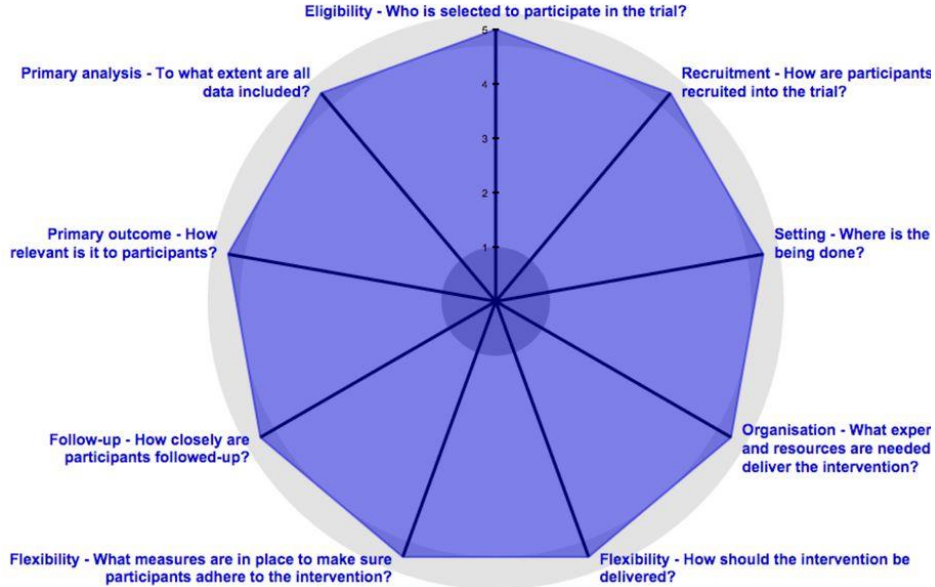 Eligibility - Who is selected to participate in the trial?
Primary analysis - To what extent are all
data included?
Recruitment - How are participants
recruited into the trial?
5
4
3
2
1
Primary outcome - How
relevant is it to participants?
Setting - Where is the
being done?
Follow-up - How closely are
participants followed-up?
Organisation - What exper
and resources are needed
deliver the intervention?
Flexibility - What measures are in place to make sure
participants adhere to the intervention?
Flexibility - How should the intervention be
delivered?